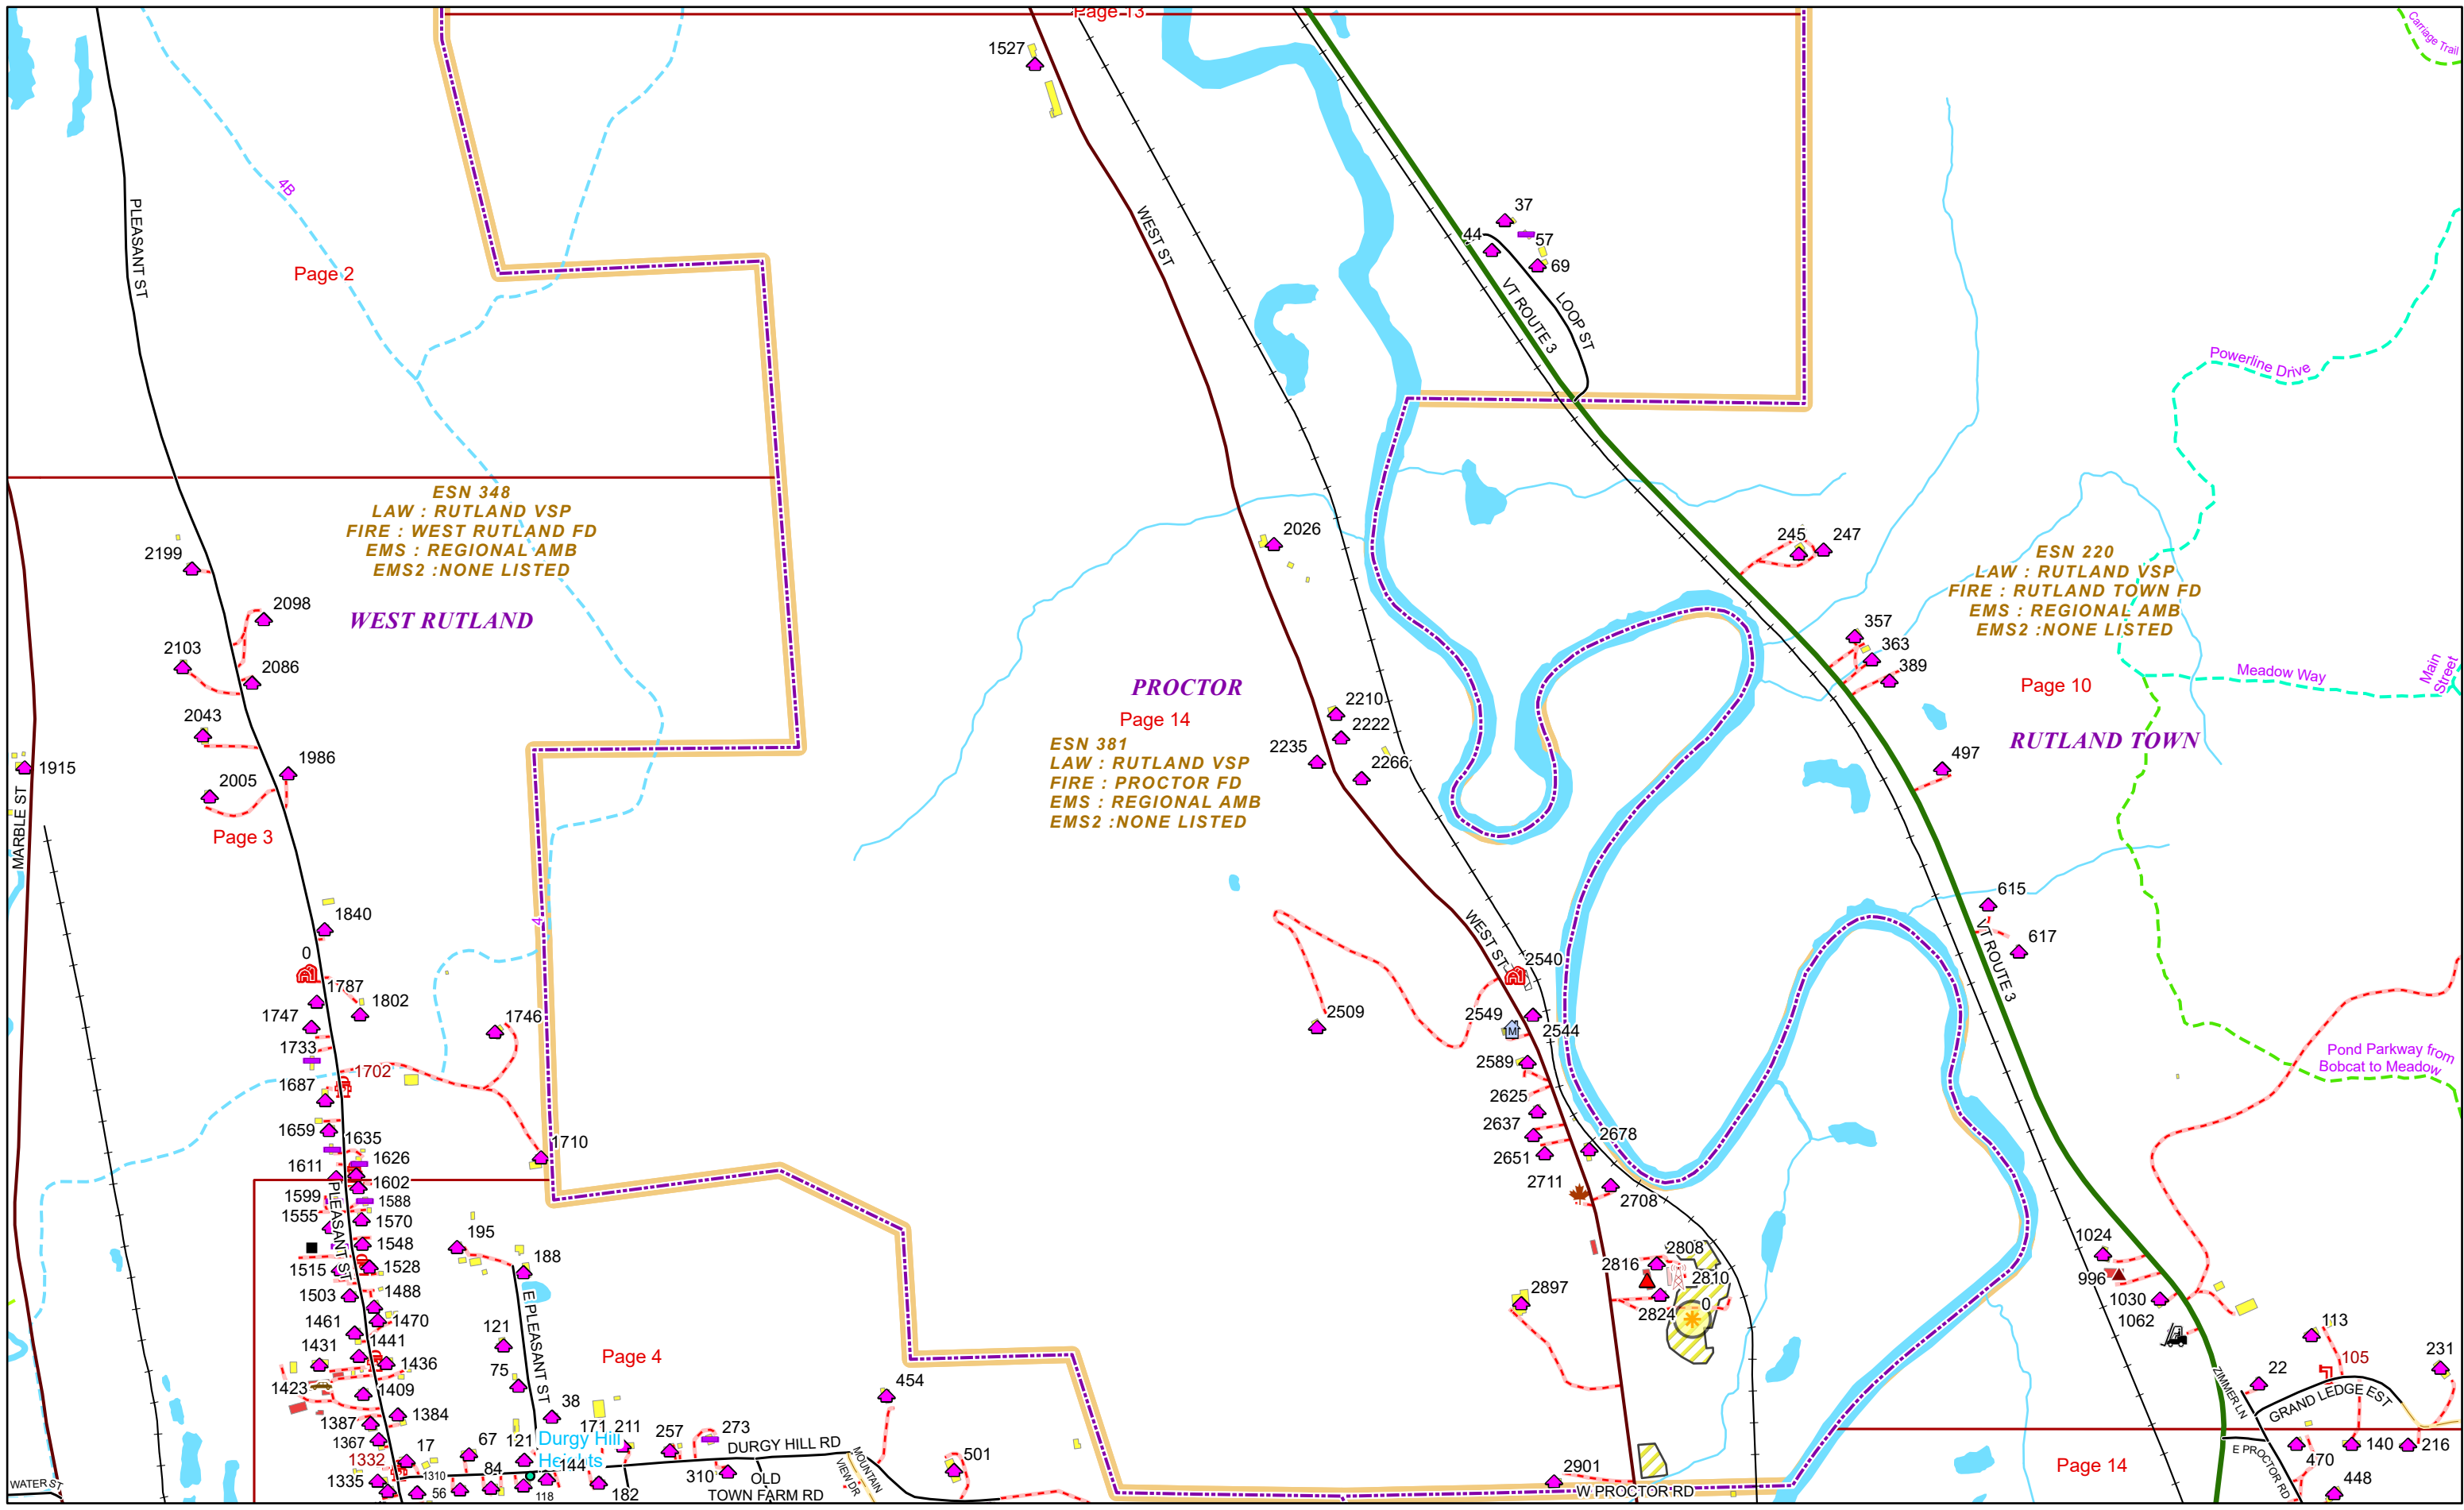 Page 13
Carriage Trail
1527
4B
PLEASANT ST
37
44
57
69
WEST ST
Page 2
VT ROUTE 3
LOOP ST
Powerline Drive
ESN 348
LAW : RUTLAND VSP
FIRE : WEST RUTLAND FD
EMS : REGIONAL AMB
EMS2 :NONE LISTED
WEST RUTLAND
2199
2098
2103
2086
2043
1986
2005
1915
MARBLE ST
Page 3
2026
245
247
ESN 220
LAW : RUTLAND VSP
FIRE : RUTLAND TOWN FD
EMS : REGIONAL AMB
EMS2 :NONE LISTED
357
363
389
Page 10
Meadow Way
Main
Street
RUTLAND TOWN
497
PROCTOR
Page 14
ESN 381
LAW : RUTLAND VSP
FIRE : PROCTOR FD
EMS : REGIONAL AMB
EMS2 :NONE LISTED
2210
2222
2235
2266
615
617
VT ROUTE 3
1840
0
4
1787
1802
1747
1746
1733
1702
1687
1659
1635
1710
1611
1626
1602
1599
1588
1555
1570
PLEASANT ST
1548
1515
1528
1503
1488
1470
1461
1441
1431
1436
1423
1409
1384
1387
1367
1332
1335
WEST ST
2540
2509
2549
M
2544
2589
2625
2637
2678
2651
2711
2708
2808
2816
2810
2824
0
2897
Pond Parkway from
Bobcat to Meadow
1024
996
1030
1062
113
105
231
22
ZIMMER LN
GRAND LEDGE EST
E PROCTOR RD
470
140
216
448
Page 14
195
188
E PLEASANT ST
121
75
38
Page 4
454
171
211
257
273
17
67
121
Durgy Hill
Heights
DURGY HILL RD
1310
84
144
310
OLD
TOWN FARM RD
MOUNTAIN
VIEW DR
501
56
118
182
WATER ST
2901
W PROCTOR RD